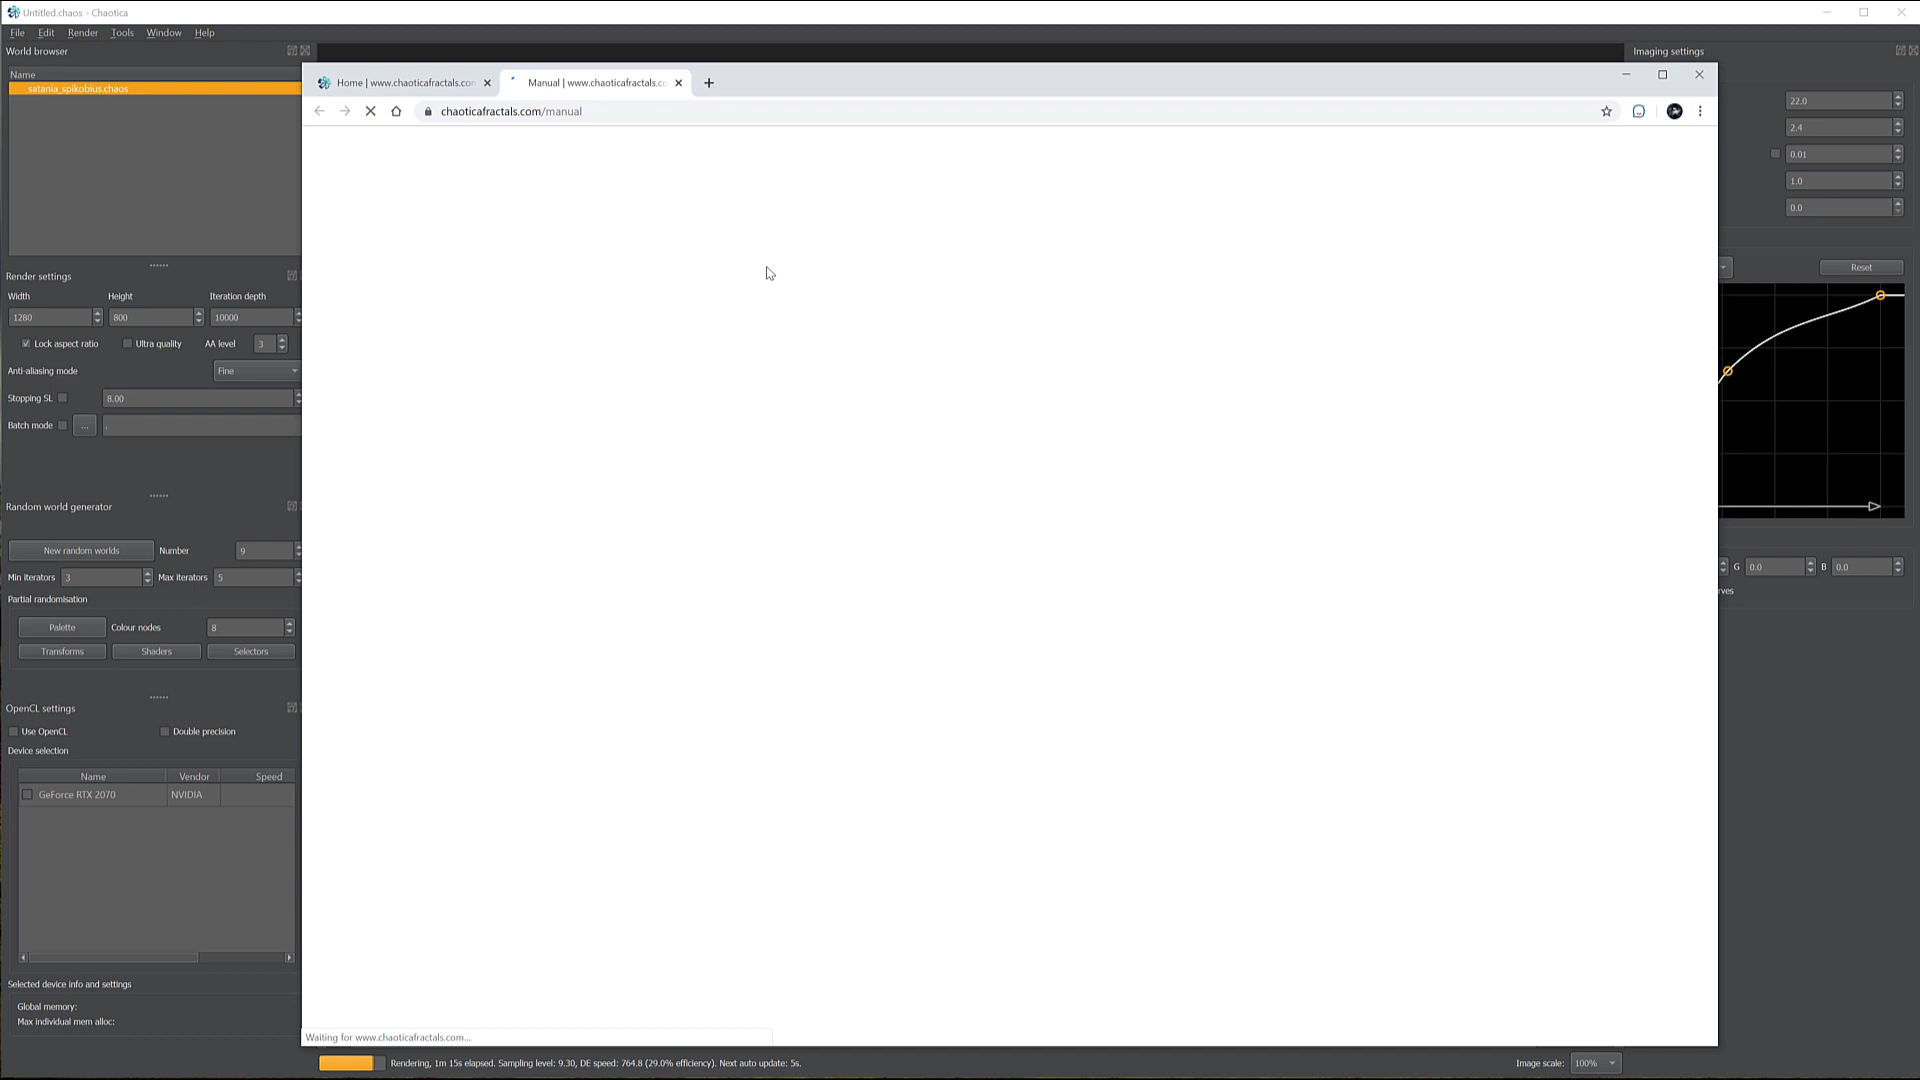 Untitled.chaos - Chaotica
File Edit Render Tools Window Help
World browser
Name
satania_spikobius.chaos
Render settings
Width Height Iteration depth
1280 800 10000
Lock aspect ratio Ultra quality AA level 3
Anti-aliasing mode Fine
Stopping SL 8.00
Batch mode ... .
Random world generator
New random worlds Number 9
Min iterators 3 Max iterators 5
Partial randomisation
Palette Colour nodes 8
Transforms Shaders Selectors
OpenCL settings
Use OpenCL Double precision
Device selection
Name Vendor Speed
GeForce RTX 2070 NVIDIA
Selected device info and settings
Global memory:
Max individual mem alloc:
Home | www.chaoticafractals.con
Manual | www.chaoticafractals.co
chaoticafractals.com/manual
Waiting for www.chaoticafractals.com...
Rendering, 1m 15s elapsed. Sampling level: 9.30, DE speed: 764.8 (29.0% efficiency). Next auto update: 5s.
Image scale: 100%
Imaging settings
22.0
2.4
0.01
1.0
0.0
Reset
G 0.0 B 0.0
rves